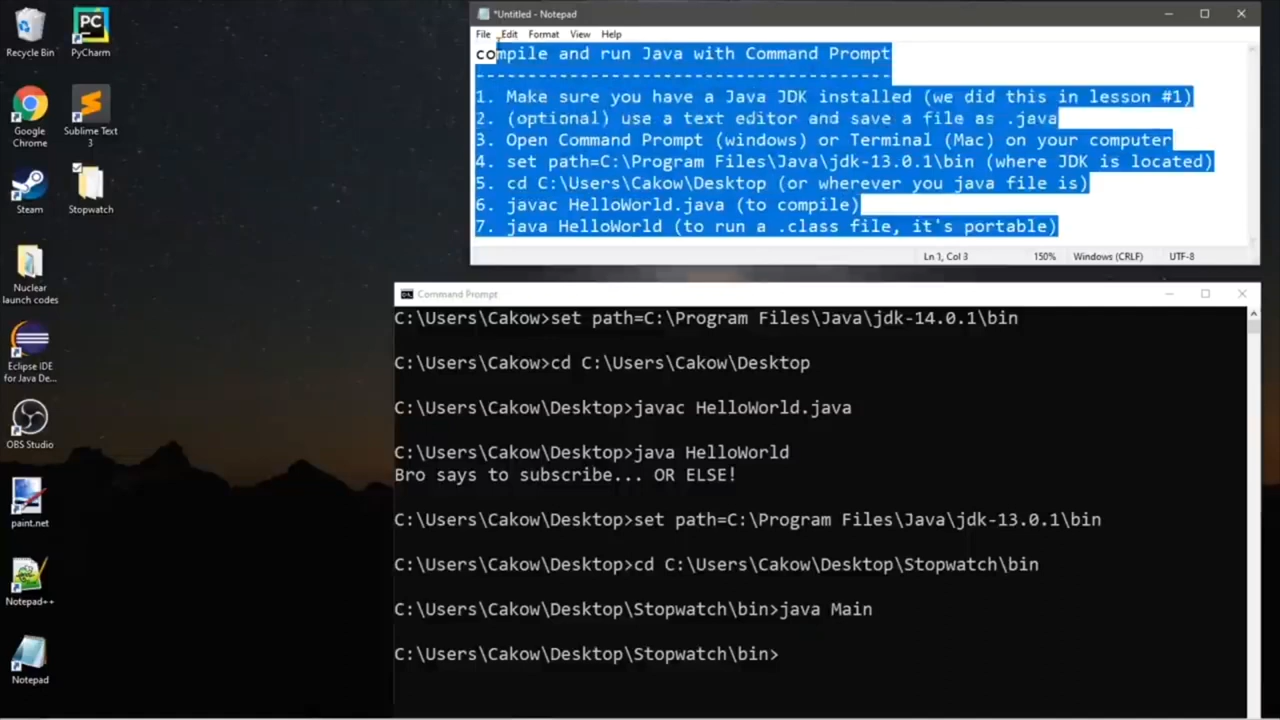 Recycle Bin
PyCharm
Google
Chrome
Sublime Text
3
Steam
Stopwatch
Nuclear
launch codes
Eclipse IDE
for Java De...
OBS Studio
paint.net
Notepad++
Notepad
*Untitled - Notepad
File Edit Format View Help
compile and run Java with Command Prompt
----------------------------------------
1. Make sure you have a Java JDK installed (we did this in lesson #1)
2. (optional) use a text editor and save a file as .java
3. Open Command Prompt (windows) or Terminal (Mac) on your computer
4. set path=C:\Program Files\Java\jdk-13.0.1\bin (where JDK is located)
5. cd C:\Users\Cakow\Desktop (or wherever you java file is)
6. javac HelloWorld.java (to compile)
7. java HelloWorld (to run a .class file, it's portable)
Ln 1, Col 3 150% Windows (CRLF) UTF-8
Command Prompt
C:\Users\Cakow>set path=C:\Program Files\Java\jdk-14.0.1\bin
C:\Users\Cakow>cd C:\Users\Cakow\Desktop
C:\Users\Cakow\Desktop>javac HelloWorld.java
C:\Users\Cakow\Desktop>java HelloWorld
Bro says to subscribe... OR ELSE!
C:\Users\Cakow\Desktop>set path=C:\Program Files\Java\jdk-13.0.1\bin
C:\Users\Cakow\Desktop>cd C:\Users\Cakow\Desktop\Stopwatch\bin
C:\Users\Cakow\Desktop\Stopwatch\bin>java Main
C:\Users\Cakow\Desktop\Stopwatch\bin>